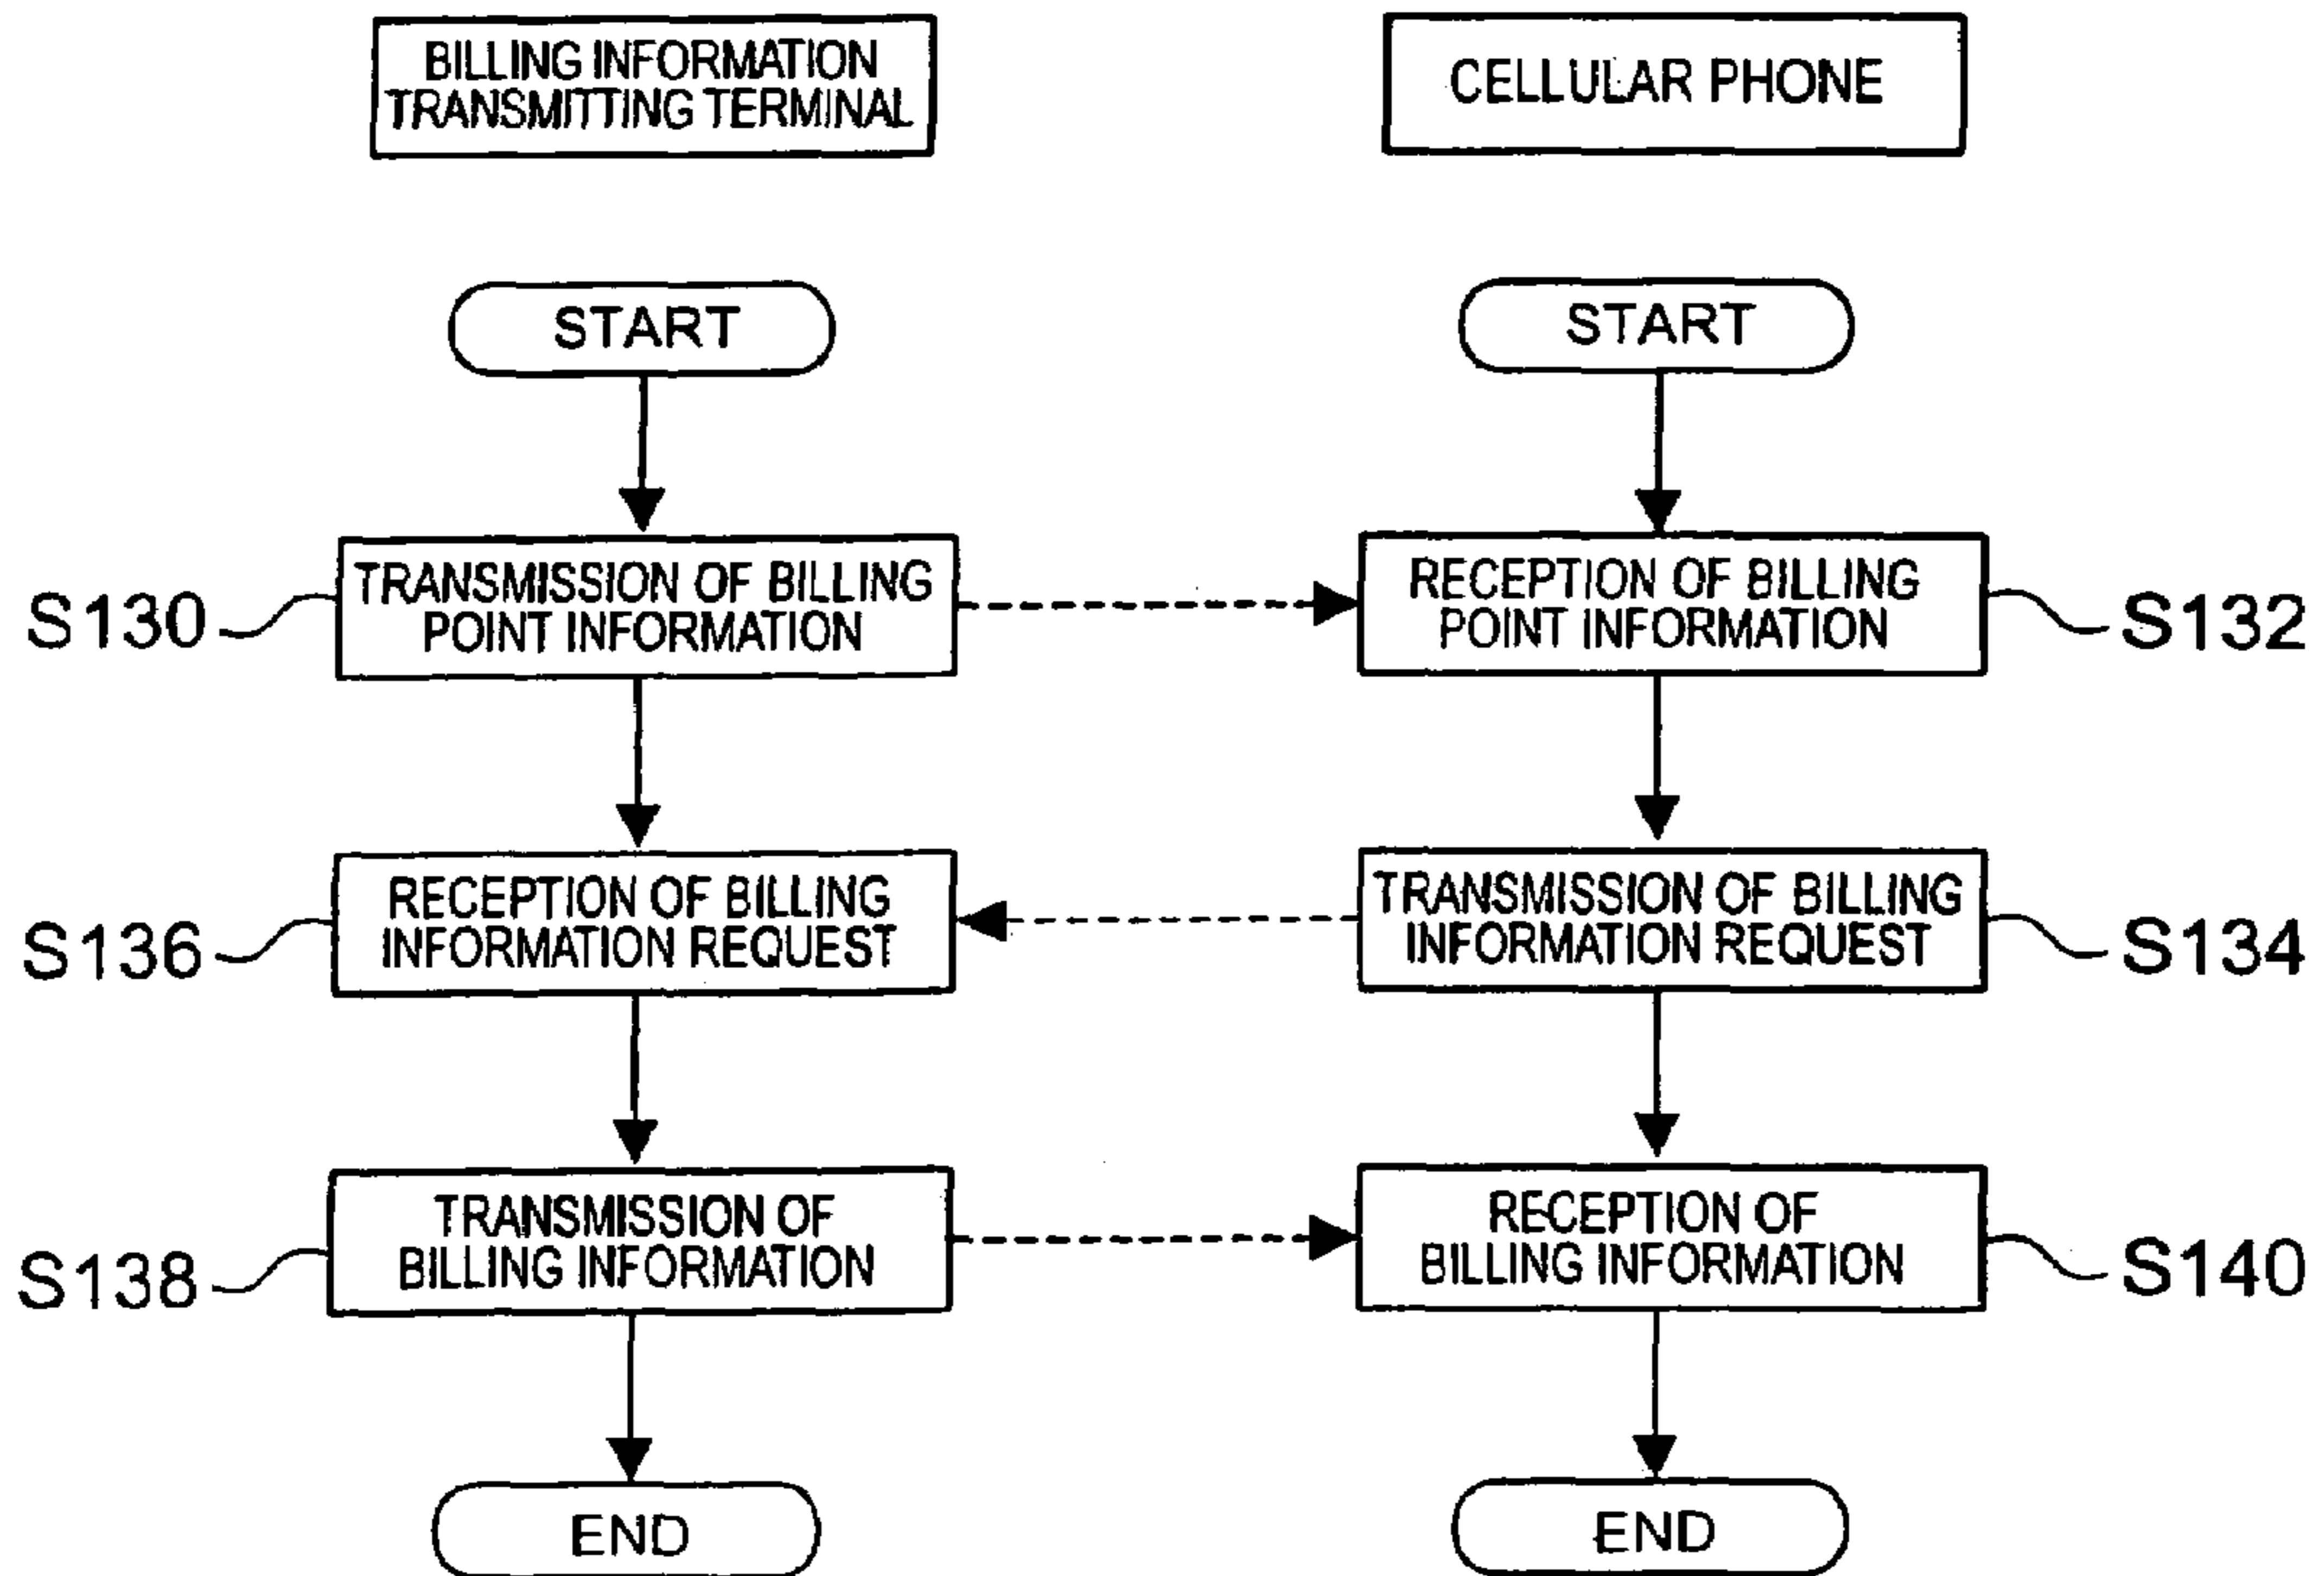 BILLING INFORMATION
TRANSMITTING TERMINAL
CELLULAR PHONE
START
START
S130
TRANSMISSION OF BILLING
POINT INFORMATION
RECEPTION OF BILLING
POINT INFORMATION
S132
S136
RECEPTION OF BILLING
INFORMATION REQUEST
TRANSMISSION OF BILLING
INFORMATION REQUEST
S134
S138
TRANSMISSION OF
BILLING INFORMATION
RECEPTION OF
BILLING INFORMATION
S140
END
END